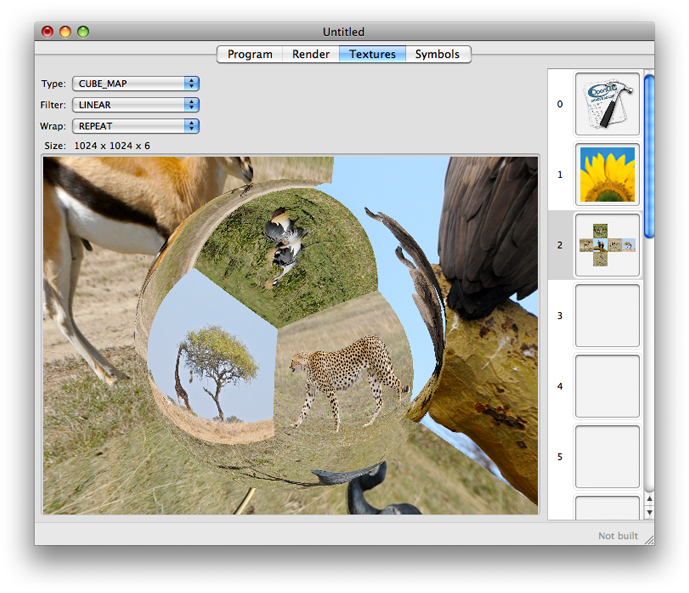 Untitled
Program Render Textures Symbols
Type: CUBE_MAP
Filter: LINEAR
Wrap: REPEAT
Size: 1024 x 1024 x 6
0
1
2
3
4
5
Not built